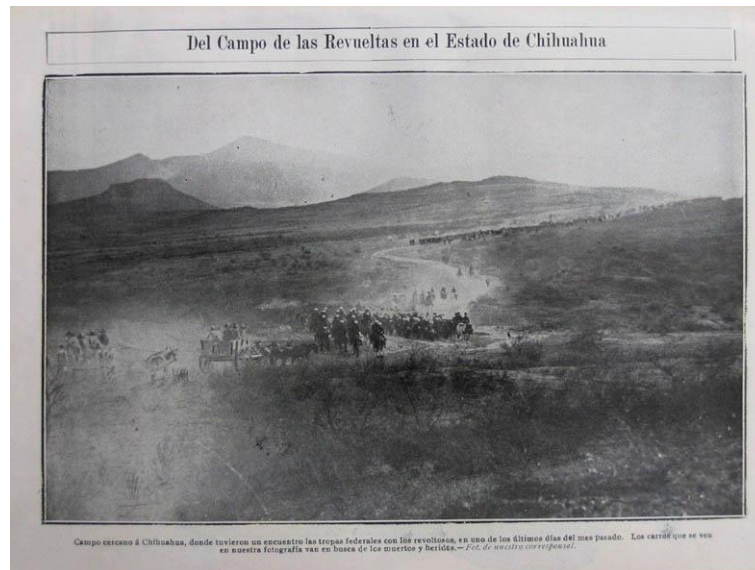 Del Campo de las Revueltas en el Estado de Chihuahua
Campo cercano á Chihuahua, donde tuvieron un encuentro las tropas federales con los revoltosos, en uno de los últimos días del mes pasado. Los carros que se ven
en nuestra fotografía van en busca de los muertos y heridos.—Fot. de nuestro corresponsal.